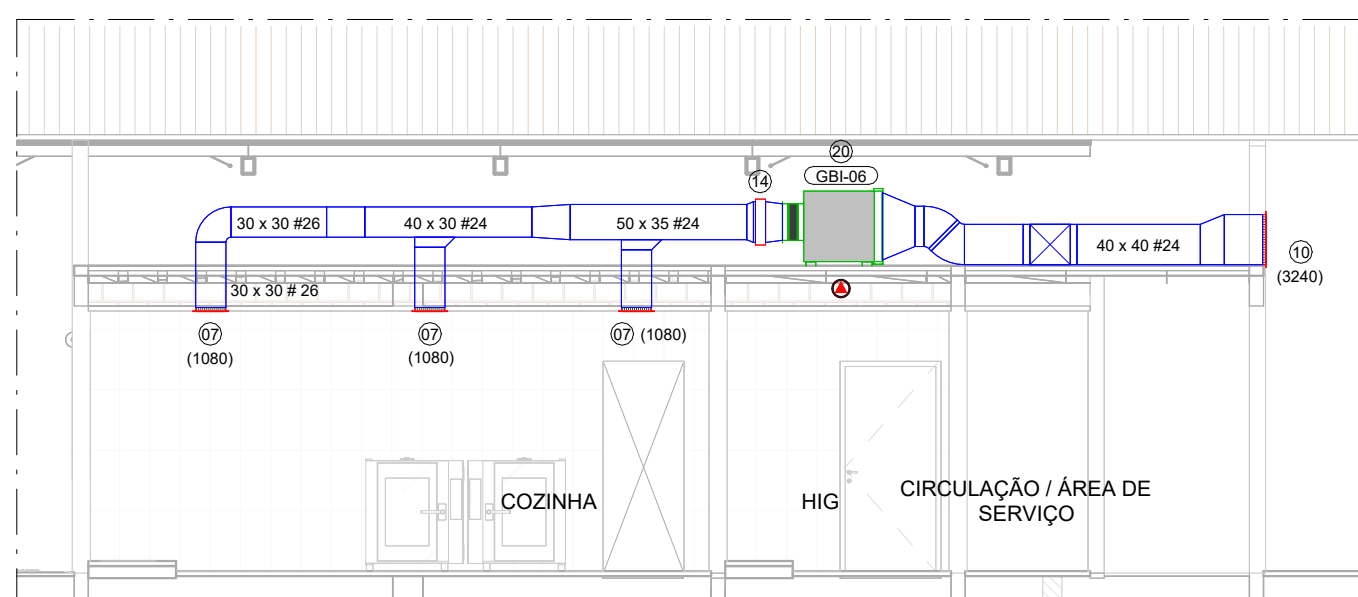 20
GBI-06
14
30 x 30 #26
40 x 30 #24
50 x 35 #24
40 x 40 #24
10
(3240)
30 x 30 # 26
07
(1080)
07
(1080)
07 (1080)
COZINHA
HIG
CIRCULAÇÃO / ÁREA DE
SERVIÇO